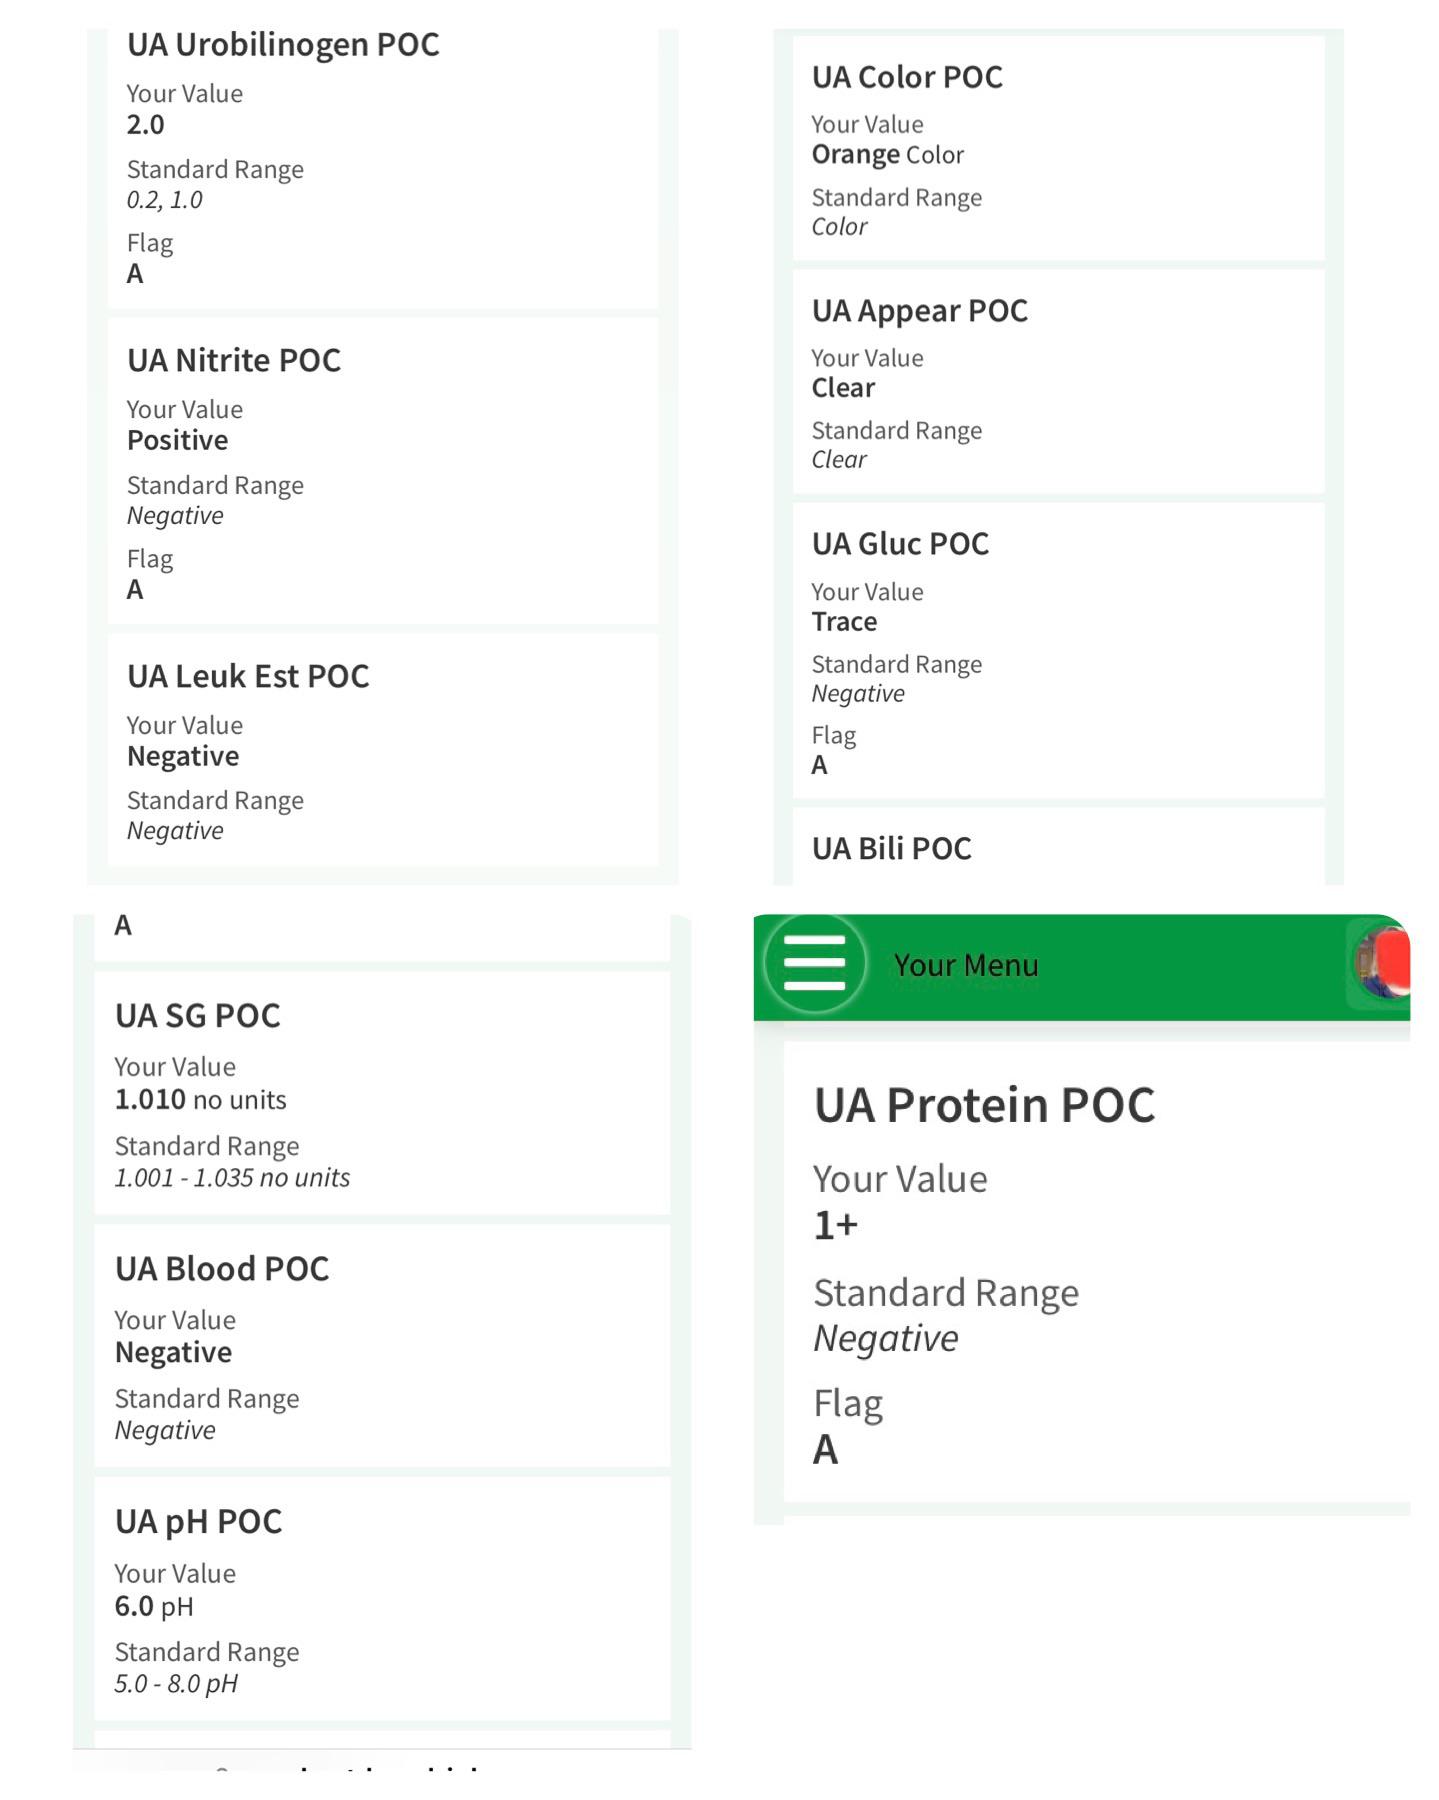 UA Urobilinogen POC
Your Value
2.0
Standard Range
0.2, 1.0
Flag
A
UA Nitrite POC
Your Value
Positive
Standard Range
Negative
Flag
A
UA Leuk Est POC
Your Value
Negative
Standard Range
Negative
UA Color POC
Your Value
Orange Color
Standard Range
Color
UA Appear POC
Your Value
Clear
Standard Range
Clear
UA Gluc POC
Your Value
Trace
Standard Range
Negative
Flag
A
UA Bili POC
A
UA SG POC
Your Value
1.010 no units
Standard Range
1.001 - 1.035 no units
UA Blood POC
Your Value
Negative
Standard Range
Negative
UA pH POC
Your Value
6.0 pH
Standard Range
5.0 - 8.0 pH
Your Menu
UA Protein POC
Your Value
1+
Standard Range
Negative
Flag
A